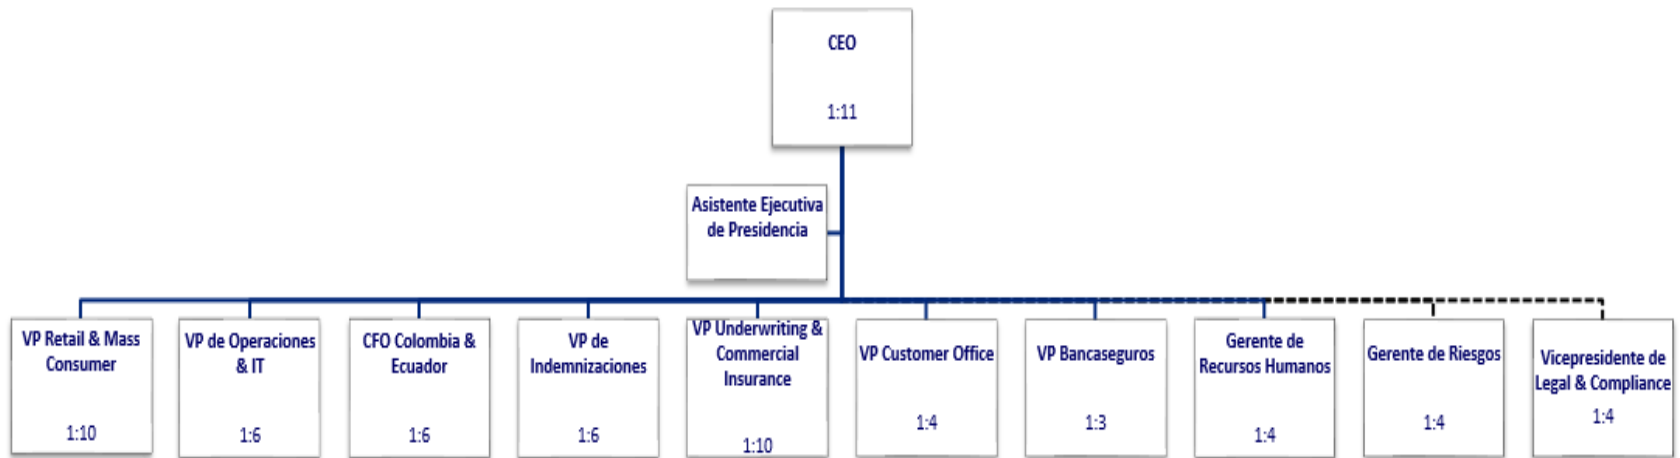 CEO
1:11
Asistente Ejecutiva
de Presidencia
VP Retail & Mass
Consumer
1:10
VP de Operaciones
& IT
1:6
CFO Colombia &
Ecuador
1:6
VP de
Indemnizaciones
1:6
VP Underwriting &
Commercial
Insurance
1:10
VP Customer Office
1:4
VP Bancaseguros
1:3
Gerente de
Recursos Humanos
1:4
Gerente de Riesgos
1:4
Vicepresidente de
Legal & Compliance
1:4